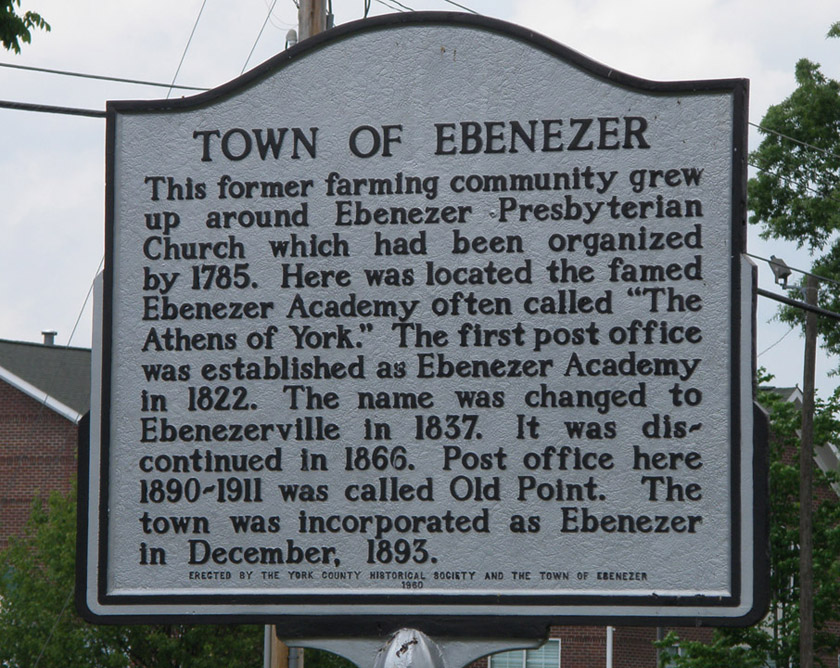 TOWN OF EBENEZER
This former farming community grew
up around Ebenezer Presbyterian
Church which had been organized
by 1785. Here was located the famed
Ebenezer Academy often called "The
Athens of York." The first post office
was established as Ebenezer Academy
in 1822. The name was changed to
Ebenezerville in 1837. It was dis-
continued in 1866. Post office here
1890-1911 was called Old Point. The
town was incorporated as Ebenezer
in December, 1893.
ERECTED BY THE YORK COUNTY HISTORICAL SOCIETY AND THE TOWN OF EBENEZER
1960